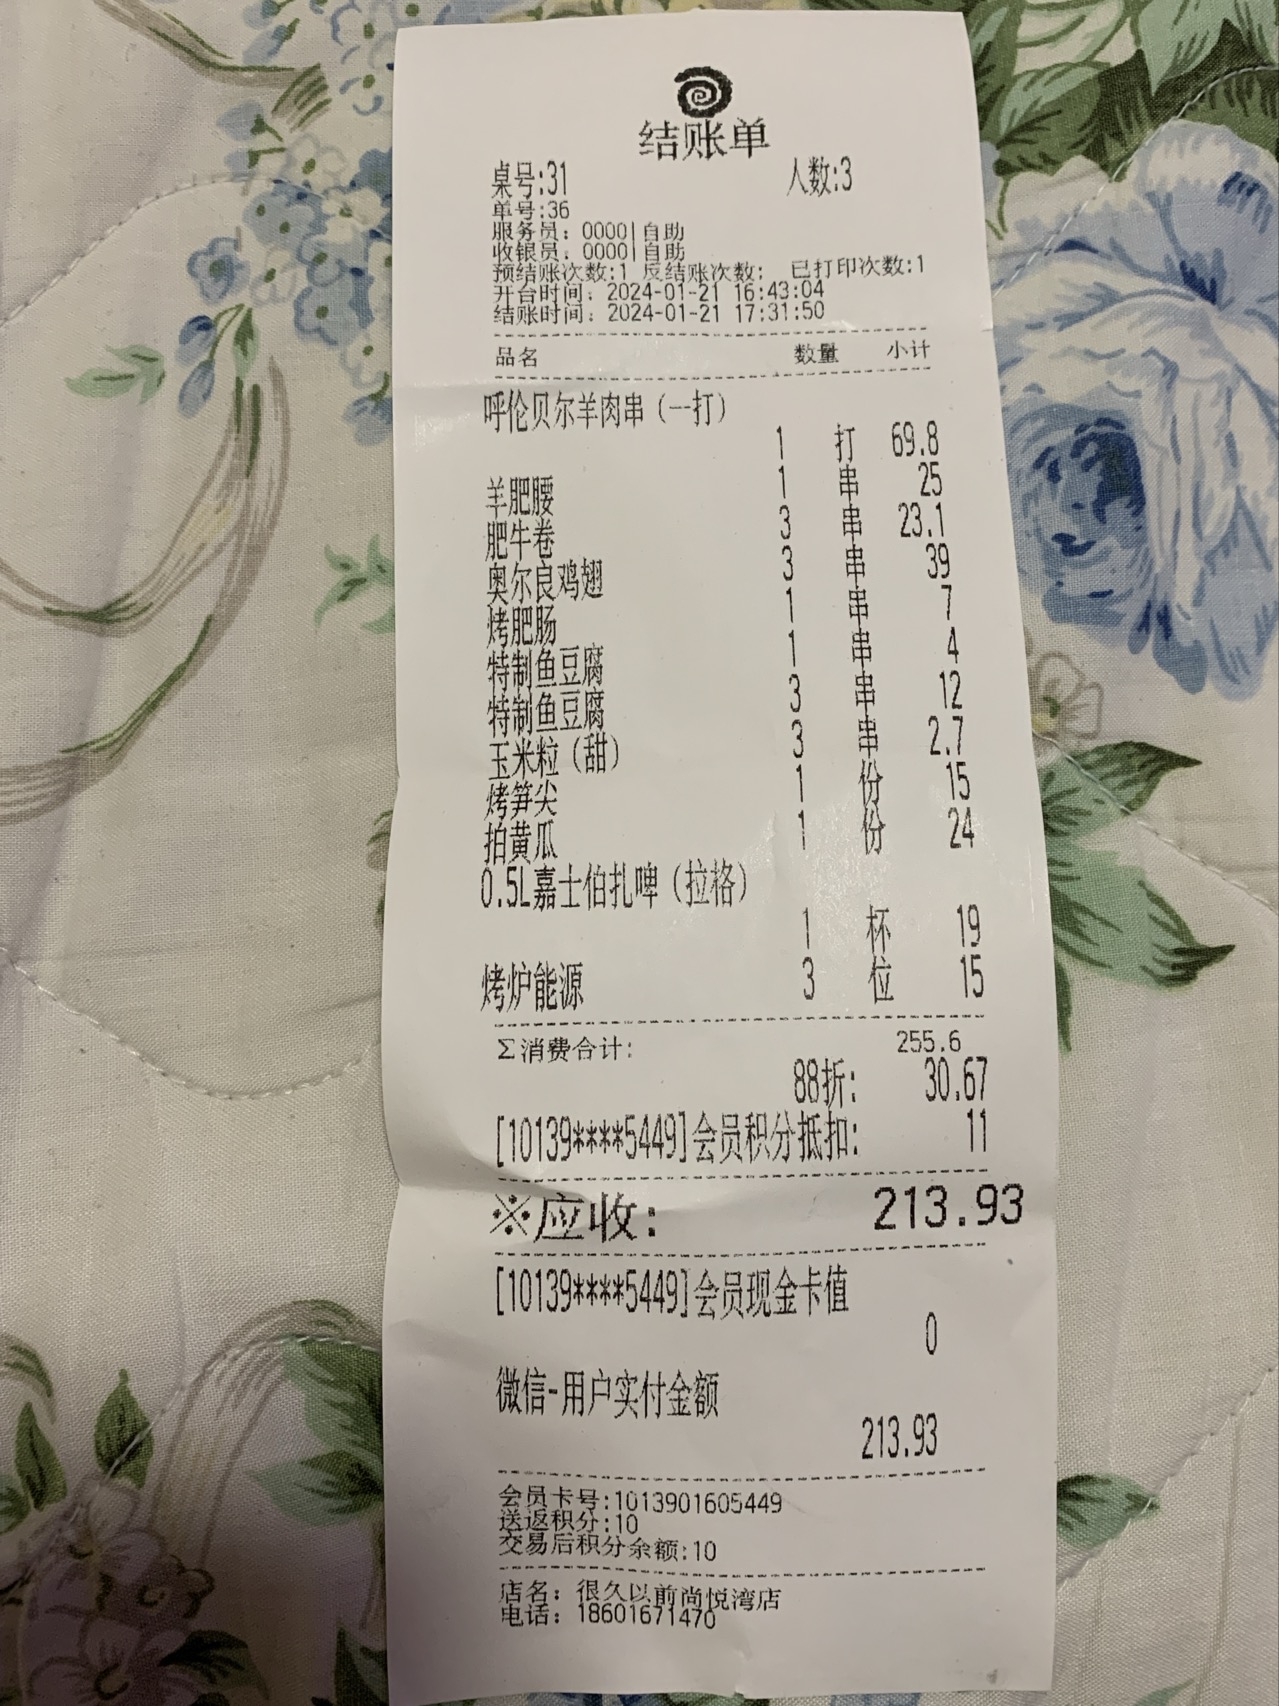 结账单
桌号:31 人数:3
单号:36
服务员: 0000|自助
收银员: 0000|自助
预结账次数:1 反结账次数: 已打印次数:1
开台时间: 2024-01-21 16:43:04
结账时间: 2024-01-21 17:31:50
品名 数量 小计
呼伦贝尔羊肉串(一打)
1 打 69.8
羊肥腰 1 串 25
肥牛卷 3 串 23.1
奥尔良鸡翅 3 串 39
烤肥肠 1 串 7
特制鱼豆腐 1 串 4
特制鱼豆腐 3 串 12
玉米粒(甜) 3 串 2.7
烤笋尖 1 份 15
拍黄瓜 1 份 24
0.5L嘉士伯扎啤(拉格)
1 杯 19
烤炉能源 3 位 15
Σ消费合计: 255.6
88折: 30.67
[10139****5449]会员积分抵扣: 11
※应收: 213.93
[10139****5449]会员现金卡值
0
微信-用户实付金额
213.93
会员卡号:1013901605449
送返积分:10
交易后积分余额:10
店名: 很久以前尚悦湾店
电话: 18601671470